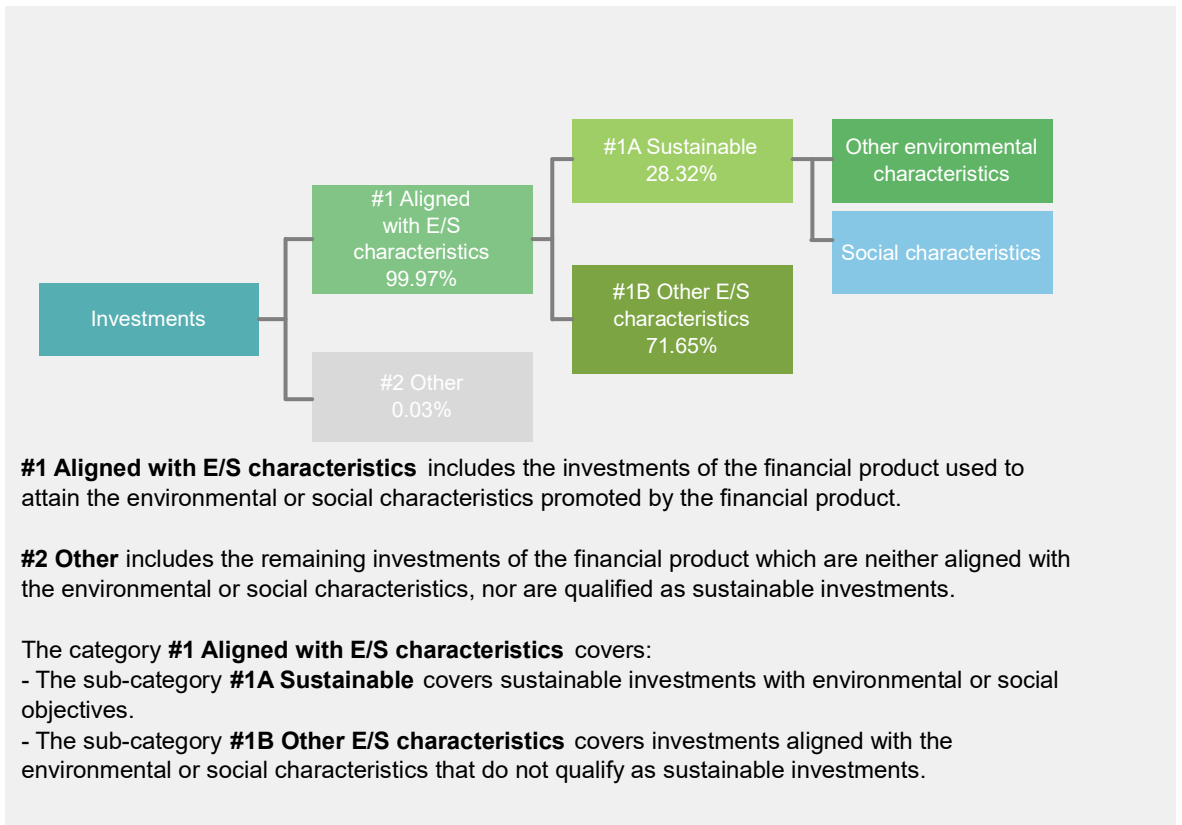 #1A Sustainable
28.32%
Other environmental
characteristics
#1 Aligned
with E/S
characteristics
99.97%
Social characteristics
Investments
#1B Other E/S
characteristics
71.65%
#2 Other
0.03%
#1 Aligned with E/S characteristics includes the investments of the financial product used to
attain the environmental or social characteristics promoted by the financial product.
#2 Other includes the remaining investments of the financial product which are neither aligned with
the environmental or social characteristics, nor are qualified as sustainable investments.
The category #1 Aligned with E/S characteristics covers:
- The sub-category #1A Sustainable covers sustainable investments with environmental or social
objectives.
- The sub-category #1B Other E/S characteristics covers investments aligned with the
environmental or social characteristics that do not qualify as sustainable investments.